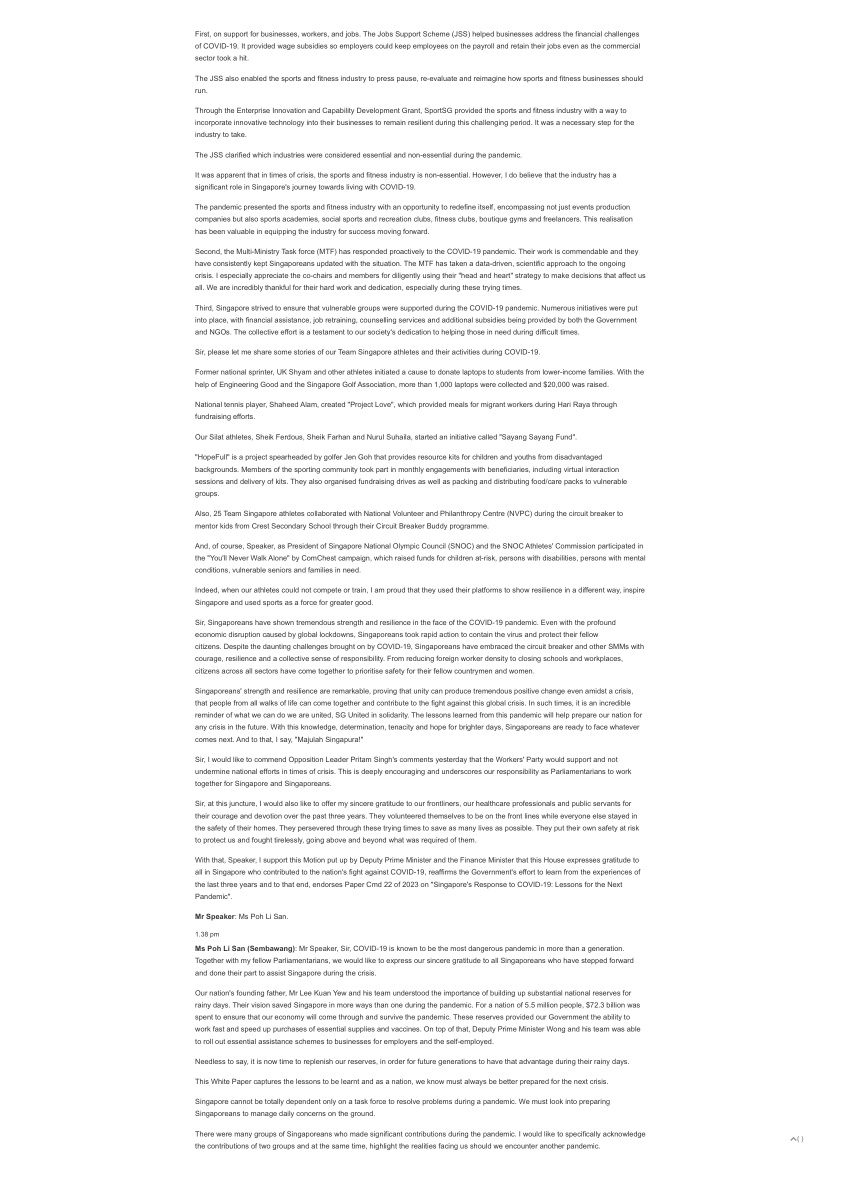 First, on support for businesses, workers, and jobs. The Jobs Support Scheme (JSS) helped businesses address the financial challenges
of COVID-19. It provided wage subsidies so employers could keep employees on the payroll and retain their jobs even as the commercial
sector took a hit.
The JSS also enabled the sports and fitness industry to press pause, re-evaluate and reimagine how sports and fitness businesses should
run.
Through the Enterprise Innovation and Capability Development Grant, SportSG provided the sports and fitness industry with a way to
incorporate innovative technology into their businesses to remain resilient during this challenging period. It was a necessary step for the
industry to take.
The JSS clarified which industries were considered essential and non-essential during the pandemic.
It was apparent that in times of crisis, the sports and fitness industry is non-essential. However, I do believe that the industry has a
significant role in Singapore's journey towards living with COVID-19.
The pandemic presented the sports and fitness industry with an opportunity to redefine itself, encompassing not just events production
companies but also sports academies, social sports and recreation clubs, fitness clubs, boutique gyms and freelancers. This realisation
has been valuable in equipping the industry for success moving forward.
Second, the Multi-Ministry Task force (MTF) has responded proactively to the COVID-19 pandemic. Their work is commendable and they
have consistently kept Singaporeans updated with the situation. The MTF has taken a data-driven, scientific approach to the ongoing
crisis. I especially appreciate the co-chairs and members for diligently using their "head and heart" strategy to make decisions that affect us
all. We are incredibly thankful for their hard work and dedication, especially during these trying times.
Third, Singapore strived to ensure that vulnerable groups were supported during the COVID-19 pandemic. Numerous initiatives were put
into place, with financial assistance, job retraining, counselling services and additional subsidies being provided by both the Government
and NGOs. The collective effort is a testament to our society's dedication to helping those in need during difficult times.
Sir, please let me share some stories of our Team Singapore athletes and their activities during COVID-19.
Former national sprinter, UK Shyam and other athletes initiated a cause to donate laptops to students from lower-income families. With the
help of Engineering Good and the Singapore Golf Association, more than 1,000 laptops were collected and $20,000 was raised.
National tennis player, Shaheed Alam, created "Project Love", which provided meals for migrant workers during Hari Raya through
fundraising efforts.
Our Silat athletes, Sheik Ferdous, Sheik Farhan and Nurul Suhaila, started an initiative called "Sayang Sayang Fund".
"HopeFull" is a project spearheaded by golfer Jen Goh that provides resource kits for children and youths from disadvantaged
backgrounds. Members of the sporting community took part in monthly engagements with beneficiaries, including virtual interaction
sessions and delivery of kits. They also organised fundraising drives as well as packing and distributing food/care packs to vulnerable
groups.
Also, 25 Team Singapore athletes collaborated with National Volunteer and Philanthropy Centre (NVPC) during the circuit breaker to
mentor kids from Crest Secondary School through their Circuit Breaker Buddy programme.
And, of course, Speaker, as President of Singapore National Olympic Council (SNOC) and the SNOC Athletes' Commission participated in
the "You'll Never Walk Alone" by ComChest campaign, which raised funds for children at-risk, persons with disabilities, persons with mental
conditions, vulnerable seniors and families in need.
Indeed, when our athletes could not compete or train, I am proud that they used their platforms to show resilience in a different way, inspire
Singapore and used sports as a force for greater good.
Sir, Singaporeans have shown tremendous strength and resilience in the face of the COVID-19 pandemic. Even with the profound
economic disruption caused by global lockdowns, Singaporeans took rapid action to contain the virus and protect their fellow
citizens. Despite the daunting challenges brought on by COVID-19, Singaporeans have embraced the circuit breaker and other SMMs with
courage, resilience and a collective sense of responsibility. From reducing foreign worker density to closing schools and workplaces,
citizens across all sectors have come together to prioritise safety for their fellow countrymen and women.
Singaporeans' strength and resilience are remarkable, proving that unity can produce tremendous positive change even amidst a crisis,
that people from all walks of life can come together and contribute to the fight against this global crisis. In such times, it is an incredible
reminder of what we can do we are united, SG United in solidarity. The lessons learned from this pandemic will help prepare our nation for
any crisis in the future. With this knowledge, determination, tenacity and hope for brighter days, Singaporeans are ready to face whatever
comes next. And to that, I say, "Majulah Singapura!"
Sir, I would like to commend Opposition Leader Pritam Singh's comments yesterday that the Workers' Party would support and not
undermine national efforts in times of crisis. This is deeply encouraging and underscores our responsibility as Parliamentarians to work
together for Singapore and Singaporeans.
Sir, at this juncture, I would also like to offer my sincere gratitude to our frontliners, our healthcare professionals and public servants for
their courage and devotion over the past three years. They volunteered themselves to be on the front lines while everyone else stayed in
the safety of their homes. They persevered through these trying times to save as many lives as possible. They put their own safety at risk
to protect us and fought tirelessly, going above and beyond what was required of them.
With that, Speaker, I support this Motion put up by Deputy Prime Minister and the Finance Minister that this House expresses gratitude to
all in Singapore who contributed to the nation's fight against COVID-19, reaffirms the Government's effort to learn from the experiences of
the last three years and to that end, endorses Paper Cmd 22 of 2023 on "Singapore's Response to COVID-19: Lessons for the Next
Pandemic".
Mr Speaker: Ms Poh Li San.
1.38 pm
Ms Poh Li San (Sembawang): Mr Speaker, Sir, COVID-19 is known to be the most dangerous pandemic in more than a generation.
Together with my fellow Parliamentarians, we would like to express our sincere gratitude to all Singaporeans who have stepped forward
and done their part to assist Singapore during the crisis.
Our nation's founding father, Mr Lee Kuan Yew and his team understood the importance of building up substantial national reserves for
rainy days. Their vision saved Singapore in more ways than one during the pandemic. For a nation of 5.5 million people, $72.3 billion was
spent to ensure that our economy will come through and survive the pandemic. These reserves provided our Government the ability to
work fast and speed up purchases of essential supplies and vaccines. On top of that, Deputy Prime Minister Wong and his team was able
to roll out essential assistance schemes to businesses for employers and the self-employed.
Needless to say, it is now time to replenish our reserves, in order for future generations to have that advantage during their rainy days.
This White Paper captures the lessons to be learnt and as a nation, we know must always be better prepared for the next crisis.
Singapore cannot be totally dependent only on a task force to resolve problems during a pandemic. We must look into preparing
Singaporeans to manage daily concerns on the ground.
There were many groups of Singaporeans who made significant contributions during the pandemic. I would like to specifically acknowledge
the contributions of two groups and at the same time, highlight the realities facing us should we encounter another pandemic.
()